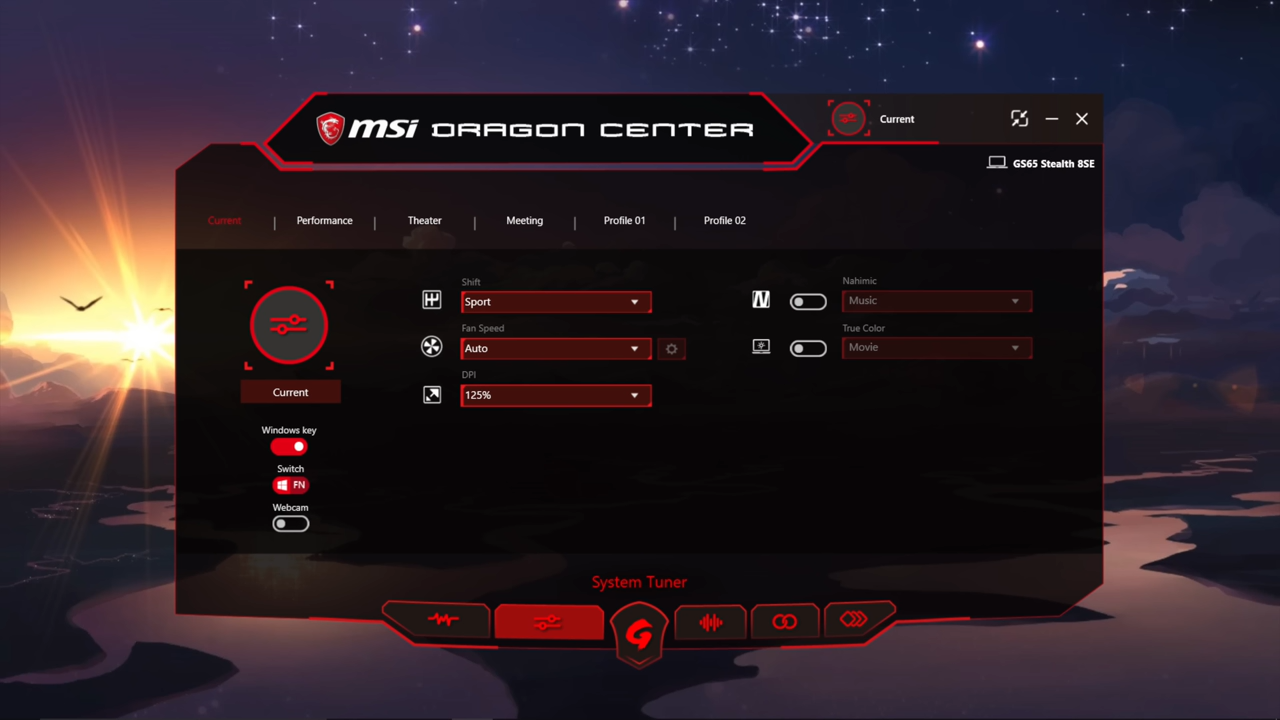 msi DRAGON CENTER
Current
GS65 Stealth 8SE
Current | Performance | Theater | Meeting | Profile 01 | Profile 02
Shift
Sport
Fan Speed
Auto
DPI
125%
Nahimic
Music
True Color
Movie
Current
Windows key
Switch
FN
Webcam
System Tuner